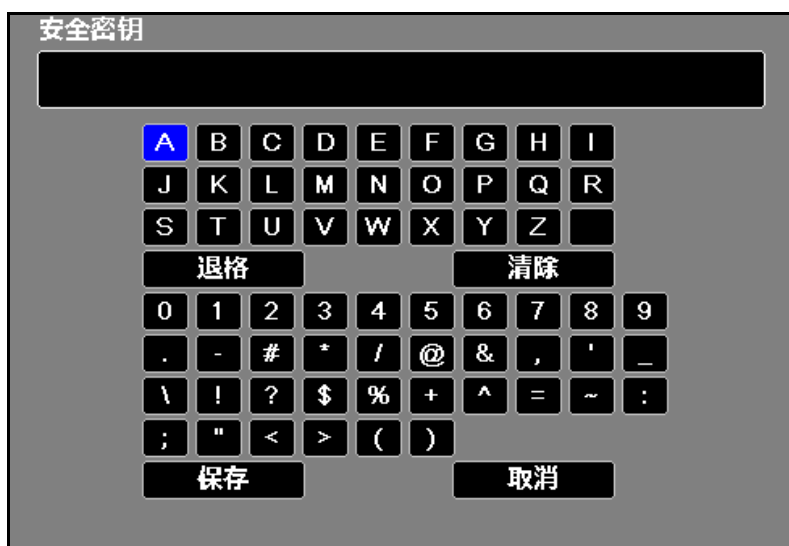 安全密钥
A B C D E F G H I
J K L M N O P Q R
S T U V W X Y Z
退格 清除
0 1 2 3 4 5 6 7 8 9
. - # * / @ & , ' _
\ ! ? $ % + ^ = ~ :
; " < > ( )
保存 取消